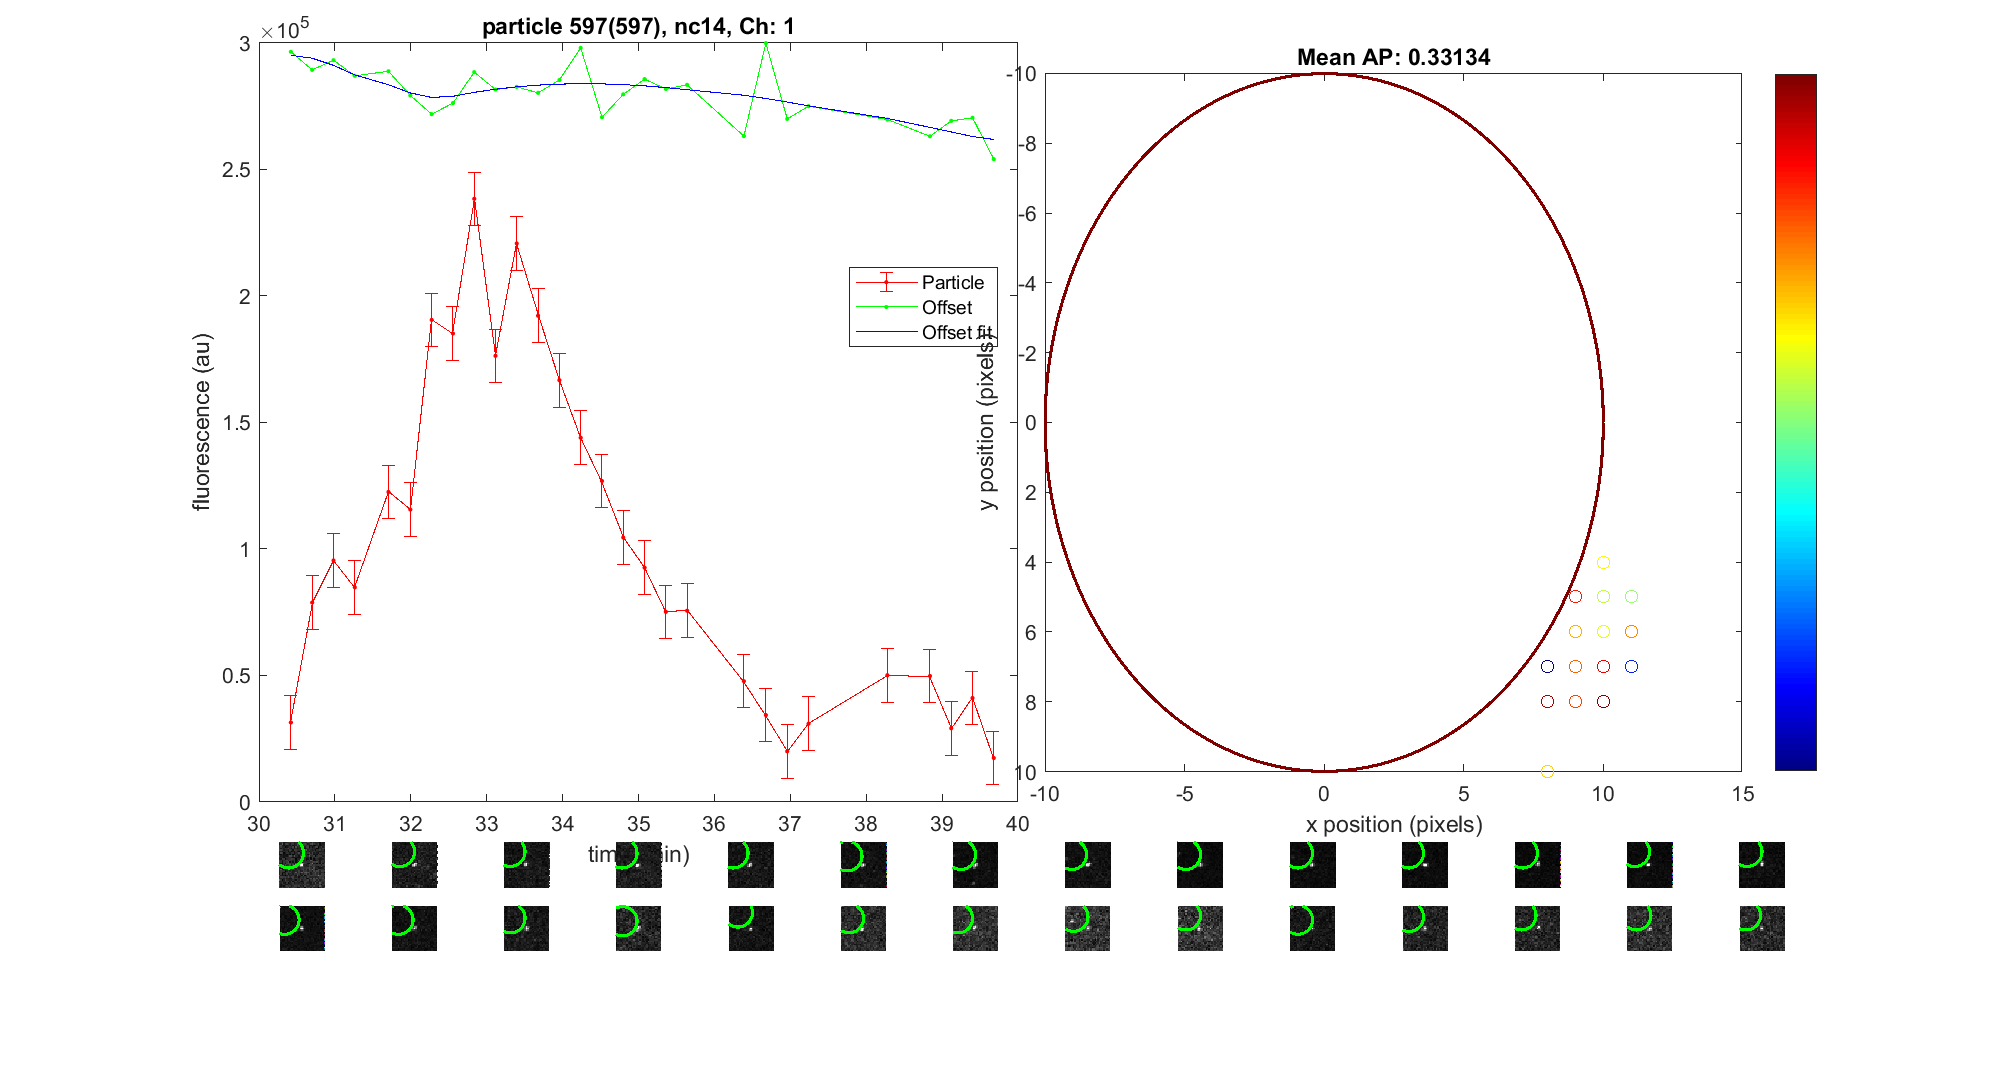 particle 597(597), nc14, Ch: 1
×10^5
3
2.5
2
1.5
1
0.5
0
fluorescence (au)
30 31 32 33 34 35 36 37 38 39 40
Particle
Offset
Offset fit
Mean AP: 0.33134
-10
-8
-6
-4
-2
0
2
4
6
8
10
y position (pixels)
-10 -5 0 5 10 15
x position (pixels)